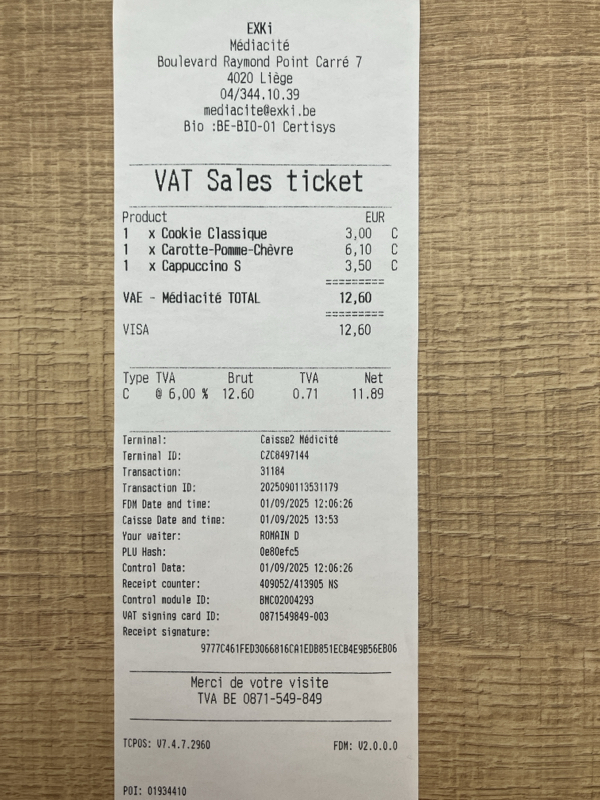 EXKi
Médiacité
Boulevard Raymond Point Carré 7
4020 Liège
04/344.10.39
mediacite@exki.be
Bio :BE-BIO-01 Certisys
VAT Sales ticket
Product EUR
1 x Cookie Classique 3,00 C
1 x Carotte-Pomme-Chèvre 6,10 C
1 x Cappuccino S 3,50 C
=========
VAE - Médiacité TOTAL 12,60
=========
VISA 12,60
Type TVA Brut TVA Net
C @ 6,00 % 12.60 0.71 11.89
Terminal: Caisse2 Médicité
Terminal ID: CZC8497144
Transaction: 31184
Transaction ID: 2025090113531179
FDM Date and time: 01/09/2025 12:06:26
Caisse Date and time: 01/09/2025 13:53
Your waiter: ROMAIN D
PLU Hash: 0e80efc5
Control Data: 01/09/2025 12:06:26
Receipt counter: 409052/413905 NS
Control module ID: BMC02004293
VAT signing card ID: 0871549849-003
Receipt signature:
9777C461FED3066816CA1EDB851ECB4E9B56EB06
Merci de votre visite
TVA BE 0871-549-849
TCPOS: V7.4.7.2960 FDM: V2.0.0.0
POI: 01934410